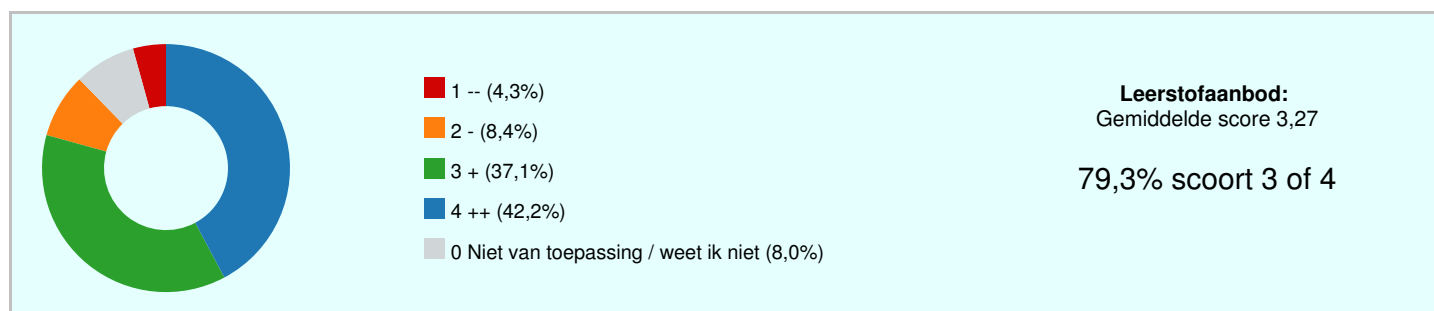 1 -- (4,3%)
2 - (8,4%)
3 + (37,1%)
4 ++ (42,2%)
0 Niet van toepassing / weet ik niet (8,0%)
Leerstofaanbod:
Gemiddelde score 3,27
79,3% scoort 3 of 4